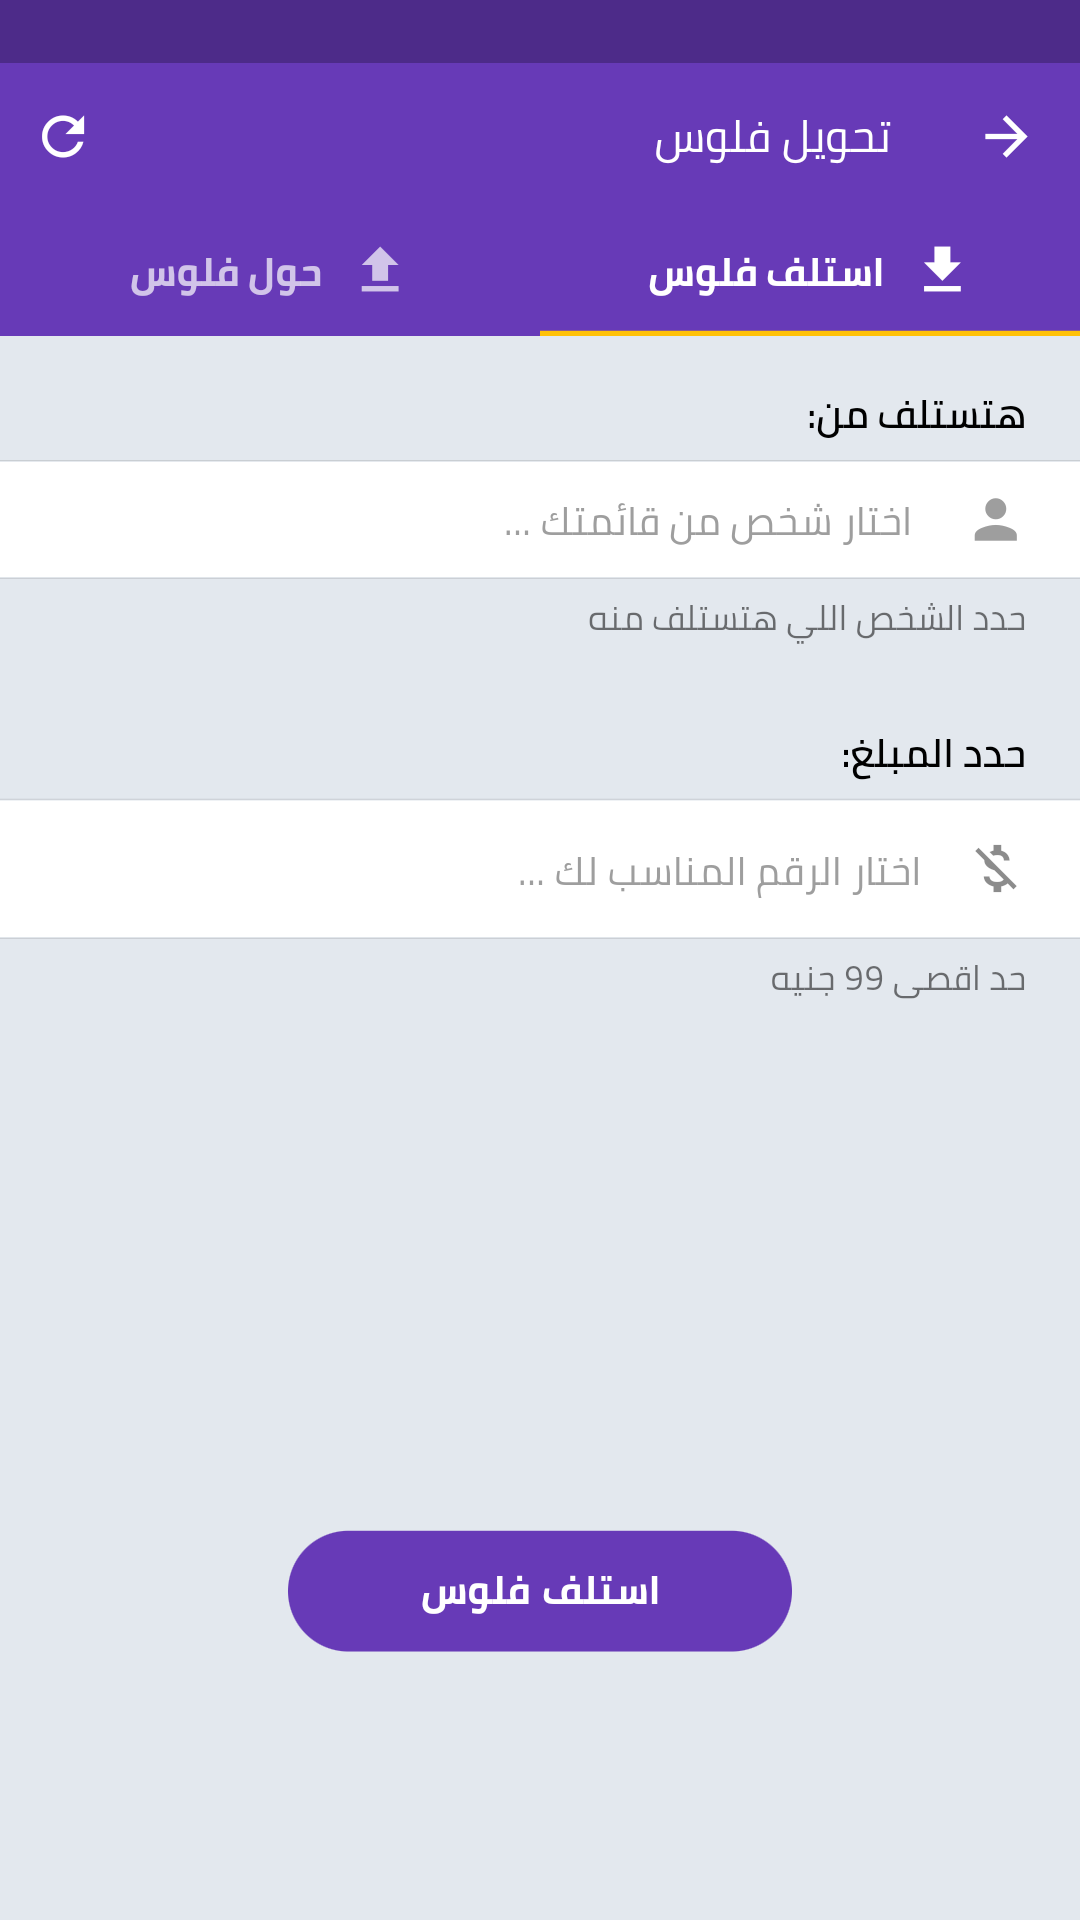 تحويل فلوس
استلف فلوس
حول فلوس
هتستلف من:
اختار شخص من قائمتك ...
حدد الشخص اللي هتستلف منه
حدد المبلغ:
اختار الرقم المناسب لك ...
حد اقصى 99 جنيه
استلف فلوس